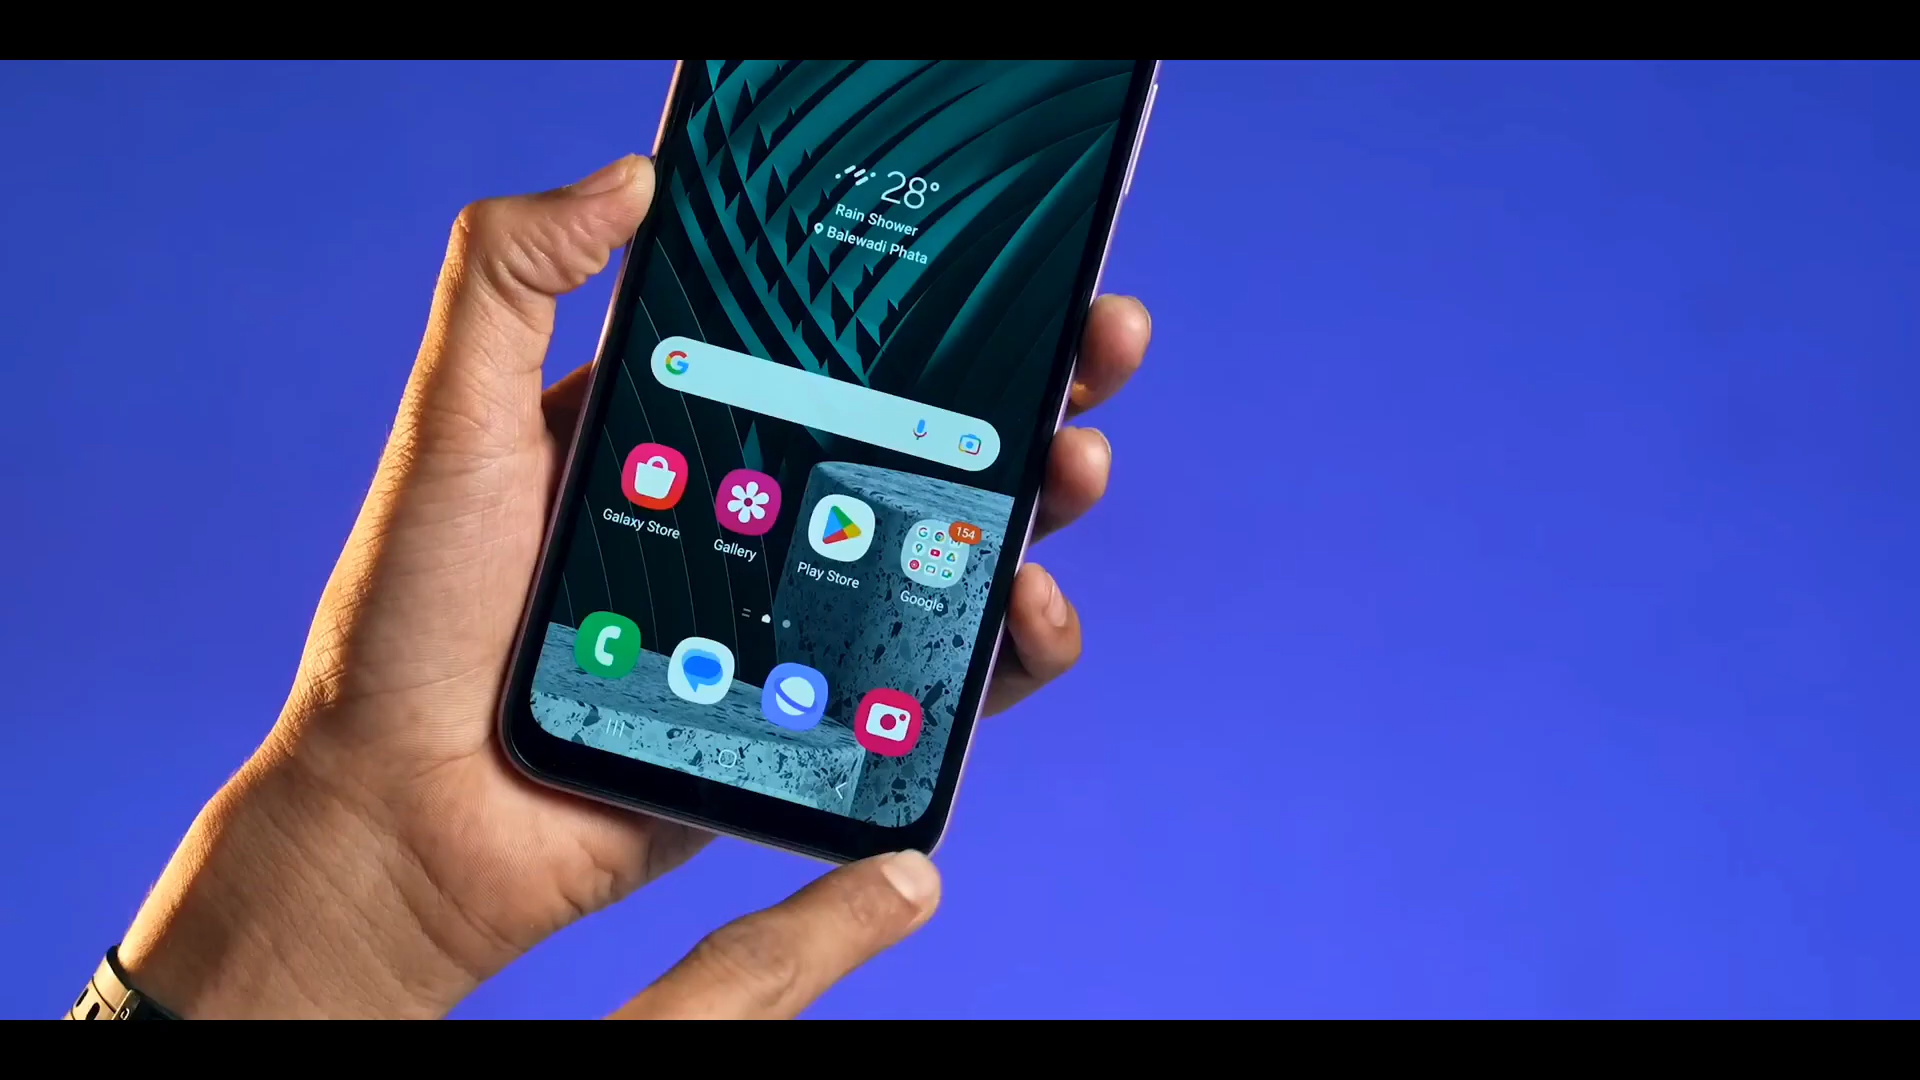 28°
Rain Shower
Balewadi Phata
Galaxy Store
Gallery
Play Store
154
Google